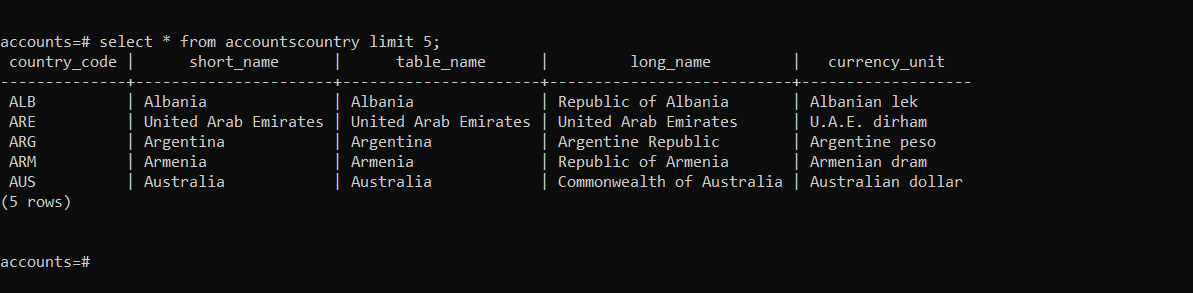 accounts=# select * from accountscountry limit 5;
 country_code |      short_name      |      table_name      |         long_name         |   currency_unit
--------------+----------------------+----------------------+---------------------------+-------------------
 ALB          | Albania              | Albania              | Republic of Albania       | Albanian lek
 ARE          | United Arab Emirates | United Arab Emirates | United Arab Emirates      | U.A.E. dirham
 ARG          | Argentina            | Argentina            | Argentine Republic        | Argentine peso
 ARM          | Armenia              | Armenia              | Republic of Armenia       | Armenian dram
 AUS          | Australia            | Australia            | Commonwealth of Australia | Australian dollar
(5 rows)
accounts=#